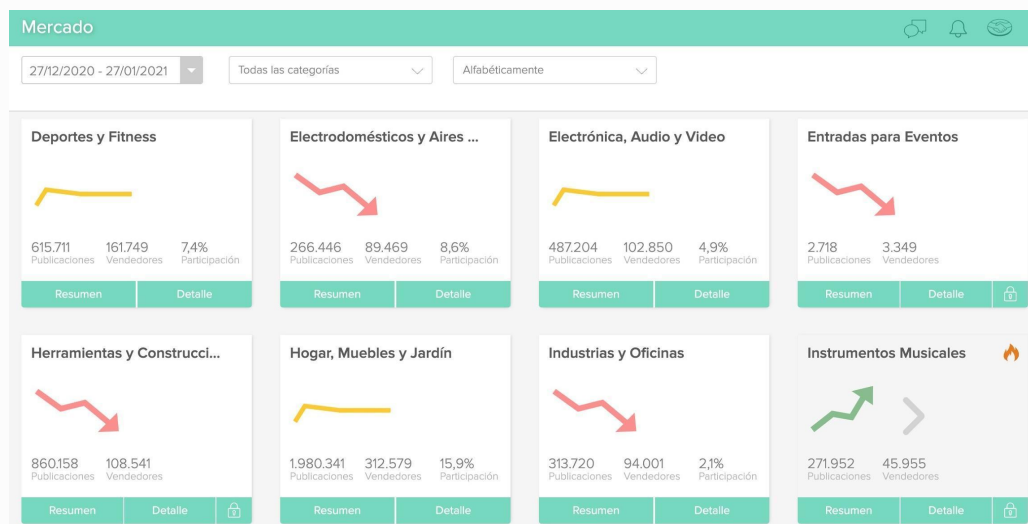 Mercado
27/12/2020 - 27/01/2021
Todas las categorías
Alfabéticamente
Deportes y Fitness
615.711 161.749 7,4%
Publicaciones Vendedores Participación
Resumen Detalle
Electrodomésticos y Aires ...
266.446 89.469 8,6%
Publicaciones Vendedores Participación
Resumen Detalle
Electrónica, Audio y Video
487.204 102.850 4,9%
Publicaciones Vendedores Participación
Resumen Detalle
Entradas para Eventos
2.718 3.349
Publicaciones Vendedores
Resumen Detalle
Herramientas y Construcci...
860.158 108.541
Publicaciones Vendedores
Resumen Detalle
Hogar, Muebles y Jardín
1.980.341 312.579 15,9%
Publicaciones Vendedores Participación
Resumen Detalle
Industrias y Oficinas
313.720 94.001 2,1%
Publicaciones Vendedores Participación
Resumen Detalle
Instrumentos Musicales
271.952 45.955
Publicaciones Vendedores
Resumen Detalle